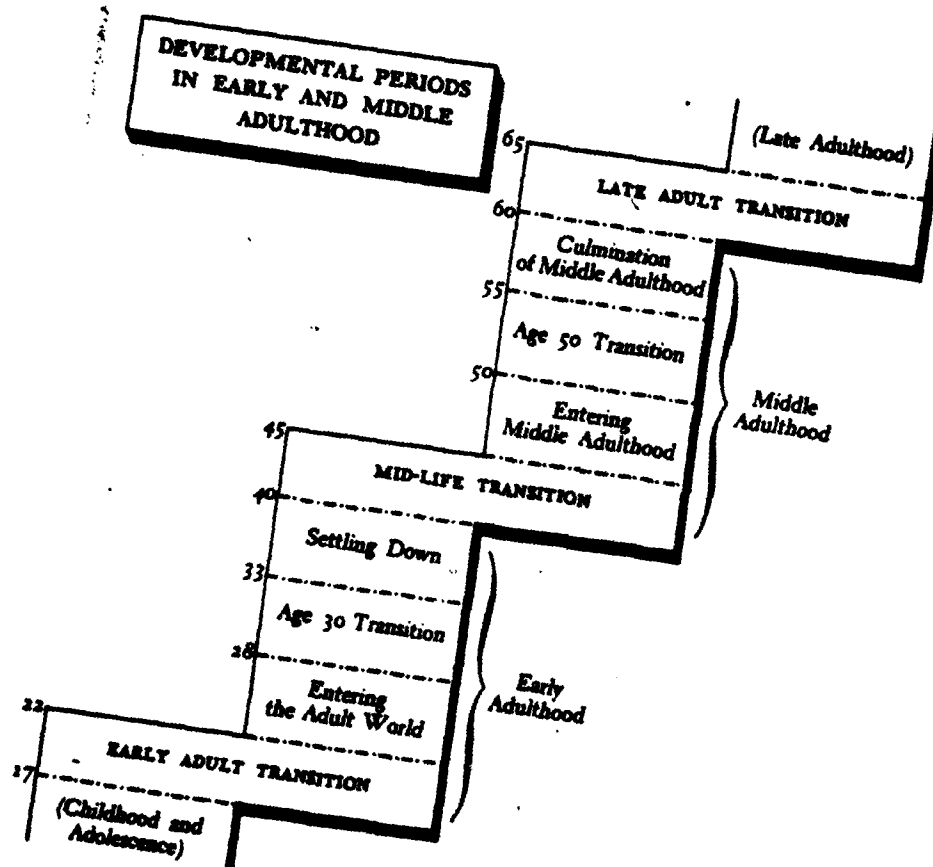 DEVELOPMENTAL PERIODS
IN EARLY AND MIDDLE
ADULTHOOD
(Late Adulthood)
65
LATE ADULT TRANSITION
60
Culmination
of Middle Adulthood
55
Age 50 Transition
50
Entering
Middle Adulthood
Middle
Adulthood
45
MID-LIFE TRANSITION
40
Settling Down
33
Age 30 Transition
28
Entering
the Adult World
Early
Adulthood
22
EARLY ADULT TRANSITION
17
(Childhood and
Adolescence)